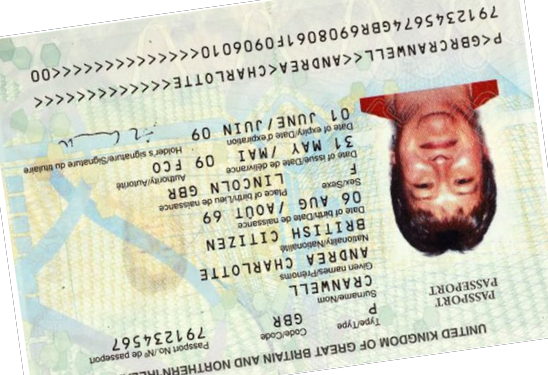 UNITED KINGDOM OF GREAT BRITAIN AND NORTHERN
PASSPORT
PASSEPORT
Type/Type
Code/Code
Passport No./Nº de passeport
P
GBR
791234567
Surname/Nom
CRANWELL
Given names/Prénoms
ANDREA CHARLOTTE
Nationality/Nationalité
BRITISH CITIZEN
Date of birth/Date de naissance
06 AUG /AOUT 69
Sex/Sexe
Place of birth/Lieu de naissance
F
LINCOLN GBR
Date of issue/Date de délivrance
Authority/Autorité
31 MAY /MAI 09
FCO
Date of expiry/Date d'expiration
Holder's signature/Signature du titulaire
01 JUNE/JUIN 09
P<GBRCRANWELL<<ANDREA<CHARLOTTE<<<<<<<<<<<<<
7912345674GBR6908061F0906010<<<<<<<<<<<<<<00